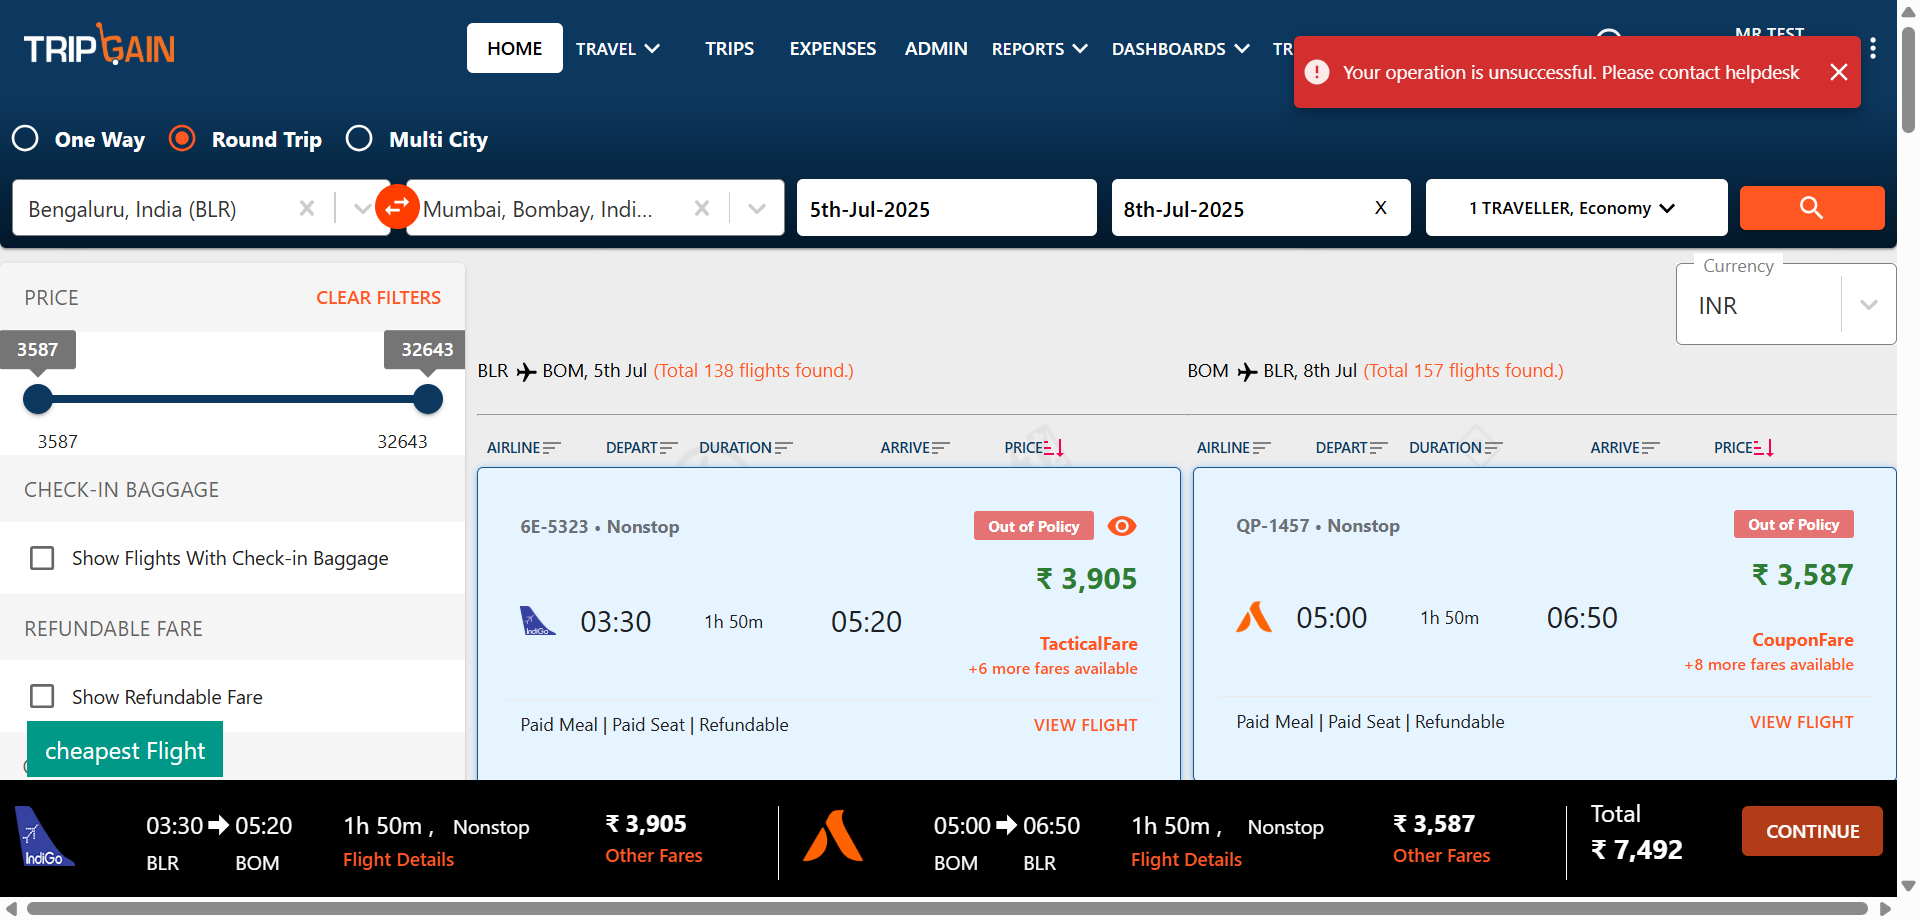 TRIPGAIN
HOME
TRAVEL
TRIPS
EXPENSES
ADMIN
REPORTS
DASHBOARDS
TR
MR TEST
Your operation is unsuccessful. Please contact helpdesk
One Way
Round Trip
Multi City
Bengaluru, India (BLR)
Mumbai, Bombay, Indi...
5th-Jul-2025
8th-Jul-2025
X
1 TRAVELLER, Economy
PRICE
CLEAR FILTERS
3587
32643
3587
32643
CHECK-IN BAGGAGE
Show Flights With Check-in Baggage
REFUNDABLE FARE
Show Refundable Fare
cheapest Flight
Currency
INR
BLR BOM, 5th Jul (Total 138 flights found.)
AIRLINE
DEPART
DURATION
ARRIVE
PRICE
6E-5323 • Nonstop
Out of Policy
₹ 3,905
IndiGo
03:30
1h 50m
05:20
TacticalFare
+6 more fares available
Paid Meal | Paid Seat | Refundable
VIEW FLIGHT
BOM BLR, 8th Jul (Total 157 flights found.)
AIRLINE
DEPART
DURATION
ARRIVE
PRICE
QP-1457 • Nonstop
Out of Policy
₹ 3,587
05:00
1h 50m
06:50
CouponFare
+8 more fares available
Paid Meal | Paid Seat | Refundable
VIEW FLIGHT
IndiGo
03:30 05:20
BLR BOM
1h 50m , Nonstop
Flight Details
₹ 3,905
Other Fares
05:00 06:50
BOM BLR
1h 50m , Nonstop
Flight Details
₹ 3,587
Other Fares
Total
₹ 7,492
CONTINUE